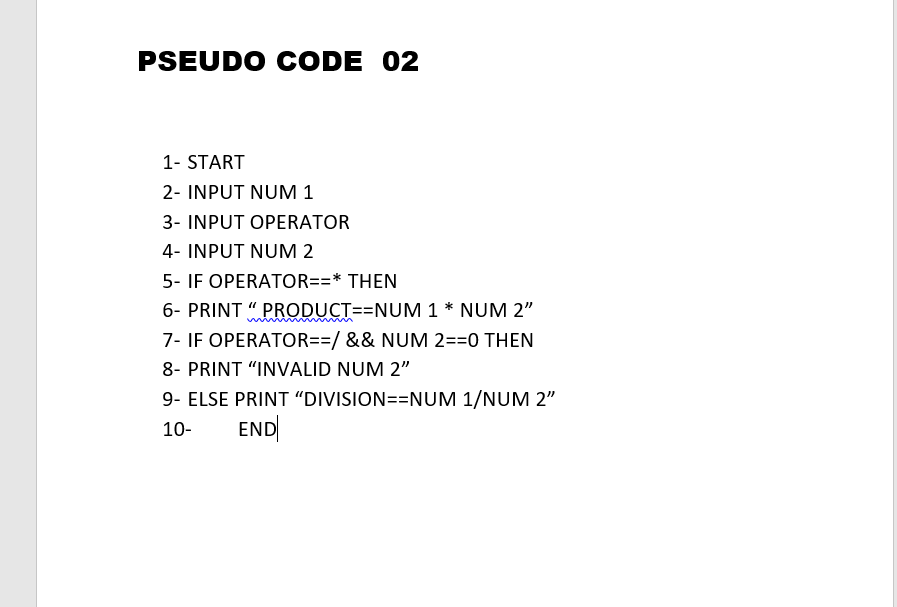 PSEUDO CODE  02
1- START
2- INPUT NUM 1
3- INPUT OPERATOR
4- INPUT NUM 2
5- IF OPERATOR==* THEN
6- PRINT “ PRODUCT==NUM 1 * NUM 2”
7- IF OPERATOR==/ && NUM 2==0 THEN
8- PRINT “INVALID NUM 2”
9- ELSE PRINT “DIVISION==NUM 1/NUM 2”
10- END